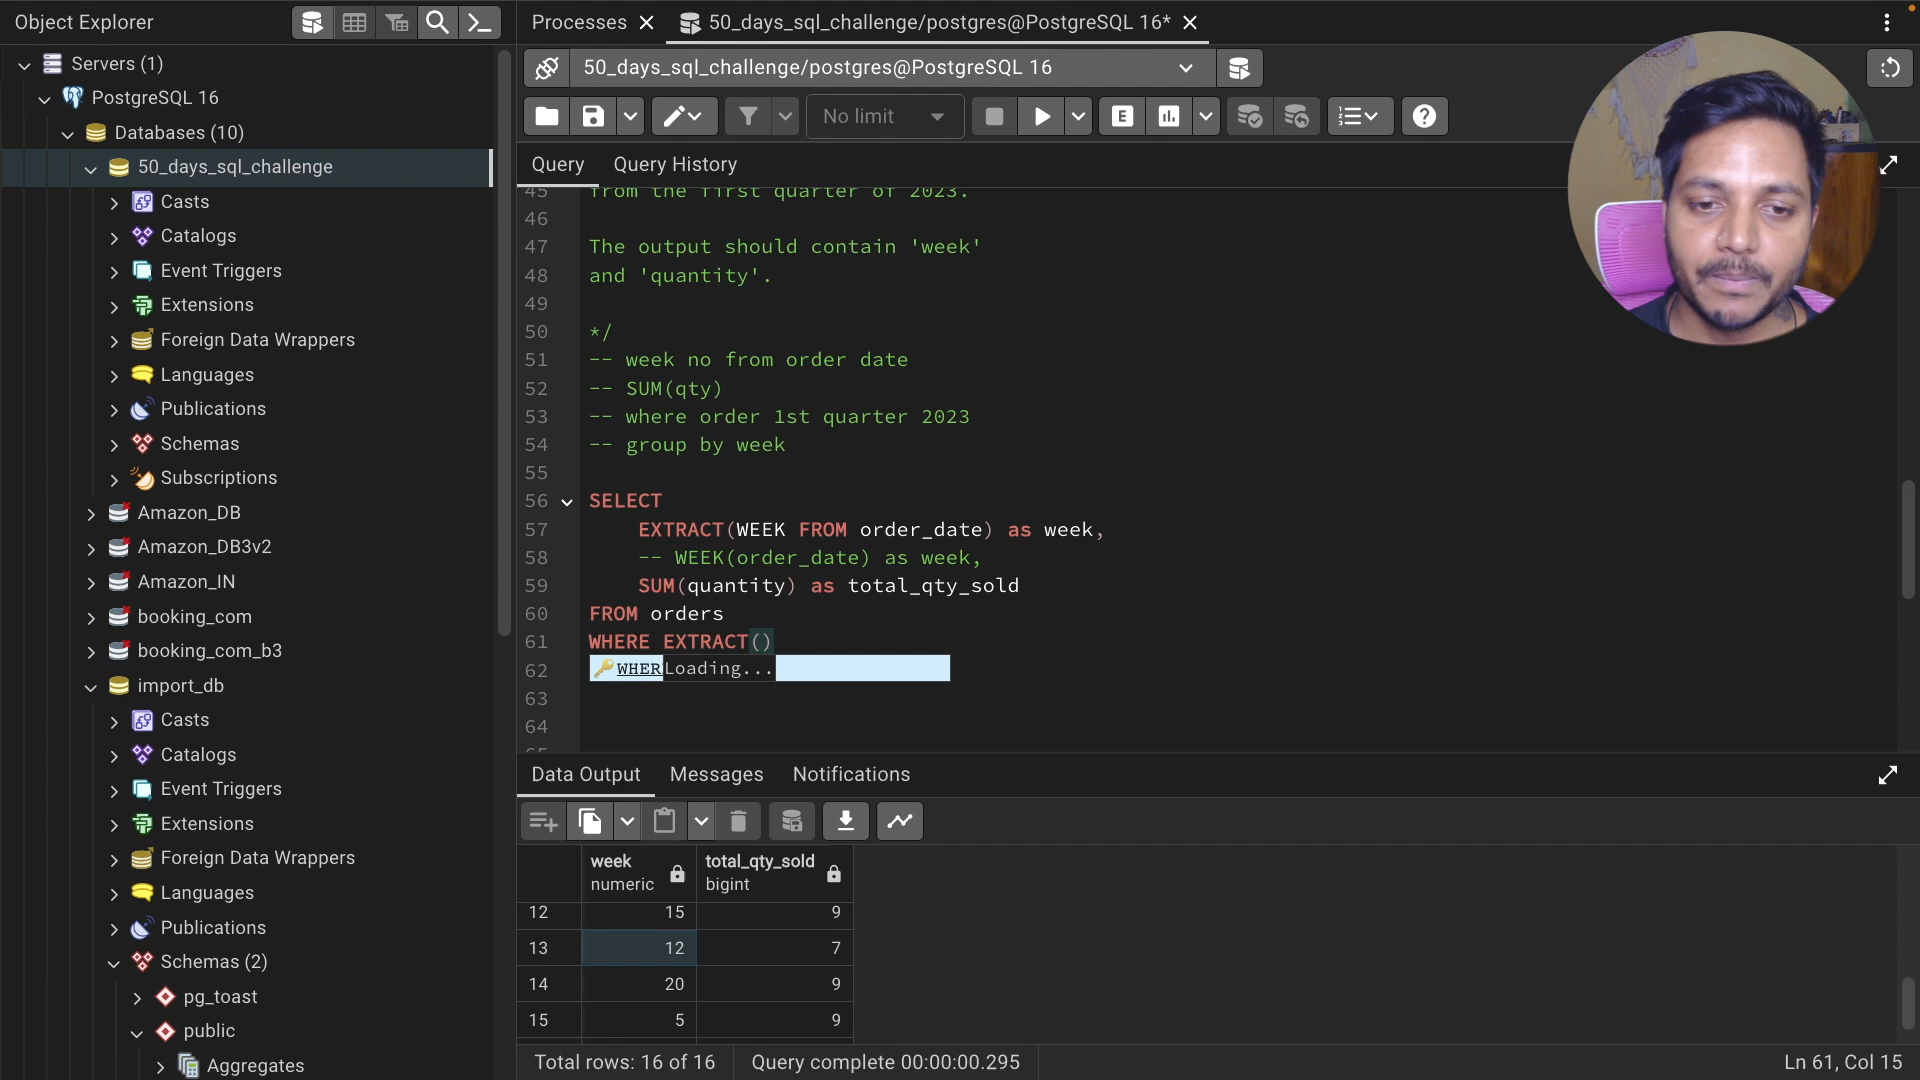 Object Explorer
Processes
50_days_sql_challenge/postgres@PostgreSQL 16*
Servers (1)
PostgreSQL 16
Databases (10)
50_days_sql_challenge
Casts
Catalogs
Event Triggers
Extensions
Foreign Data Wrappers
Languages
Publications
Schemas
Subscriptions
Amazon_DB
Amazon_DB3v2
Amazon_IN
booking_com
booking_com_b3
import_db
Casts
Catalogs
Event Triggers
Extensions
Foreign Data Wrappers
Languages
Publications
Schemas (2)
pg_toast
public
Aggregates
50_days_sql_challenge/postgres@PostgreSQL 16
No limit
E
Query Query History
45 from the first quarter of 2023.
46
47 The output should contain 'week'
48 and 'quantity'.
49
50 */
51 -- week no from order date
52 -- SUM(qty)
53 -- where order 1st quarter 2023
54 -- group by week
55
56 SELECT
57 EXTRACT(WEEK FROM order_date) as week,
58 -- WEEK(order_date) as week,
59 SUM(quantity) as total_qty_sold
60 FROM orders
61 WHERE EXTRACT()
62 WHER Loading...
63
64
65
Data Output Messages Notifications
week total_qty_sold
numeric bigint
12 15 9
13 12 7
14 20 9
15 5 9
Total rows: 16 of 16 Query complete 00:00:00.295 Ln 61, Col 15